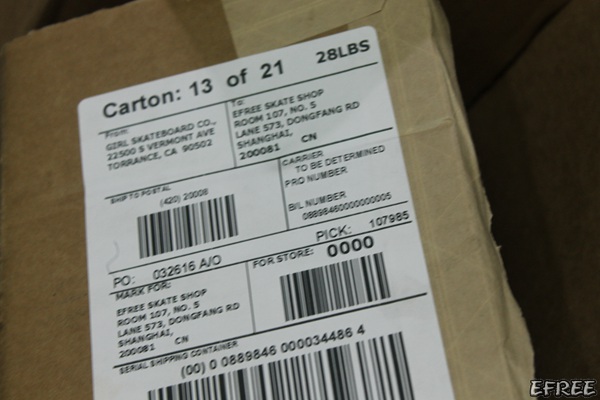 Carton: 13 of 21 28LBS
From:
GIRL SKATEBOARD CO.,
22500 S VERMONT AVE
TORRANCE, CA 90502
To:
EFREE SKATE SHOP
ROOM 107, NO. 5
LANE 573, DONGFANG RD
SHANGHAI,
200081 CN
SHIP TO POSTAL
(420) 20008
CARRIER
TO BE DETERMINED
PRO NUMBER
B/L NUMBER
08898460000000005
PO: 032616 A/O
PICK: 107985
MARK FOR:
EFREE SKATE SHOP
ROOM 107, NO. 5
LANE 573, DONGFANG RD
SHANGHAI,
200081 CN
FOR STORE: 0000
SERIAL SHIPPING CONTAINER
(00) 0 0889846 000034486 4
EFREE